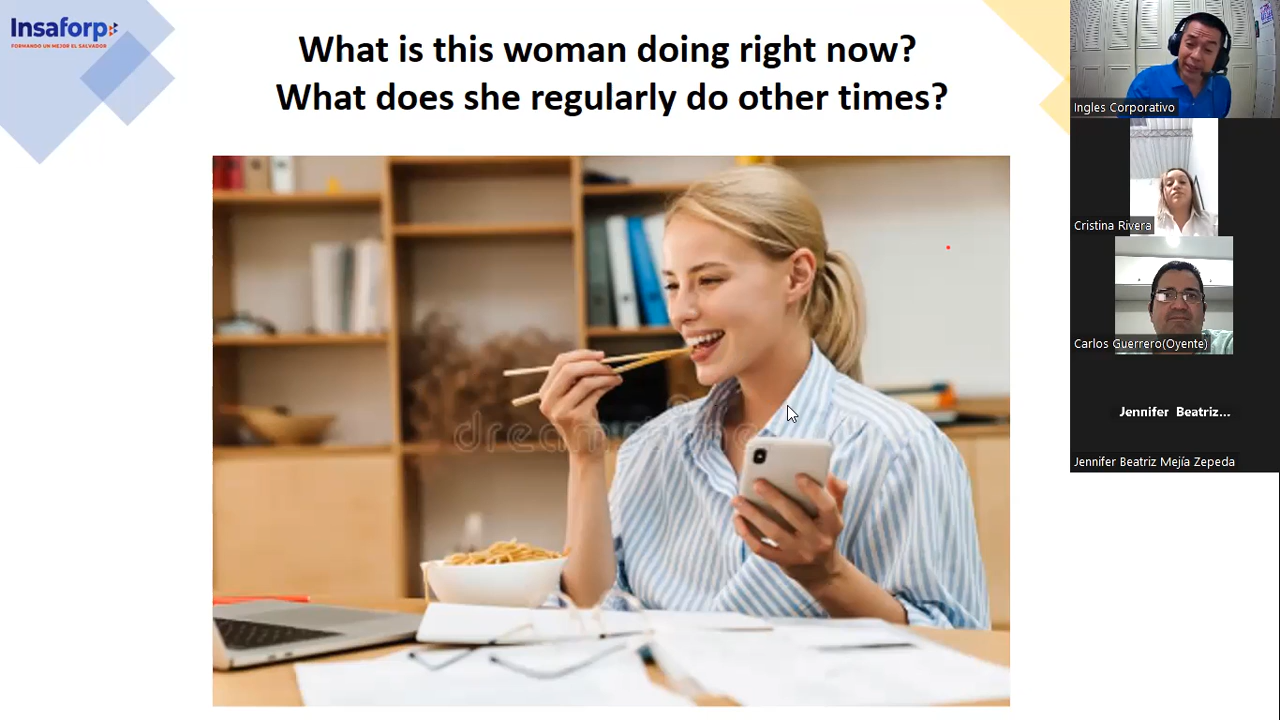 Insaforp
FORMANDO UN MEJOR EL SALVADOR
What is this woman doing right now?
What does she regularly do other times?
dreamstime
Ingles Corporativo
Cristina Rivera
Carlos Guerrero(Oyente)
Jennifer Beatriz...
Jennifer Beatriz Mejía Zepeda